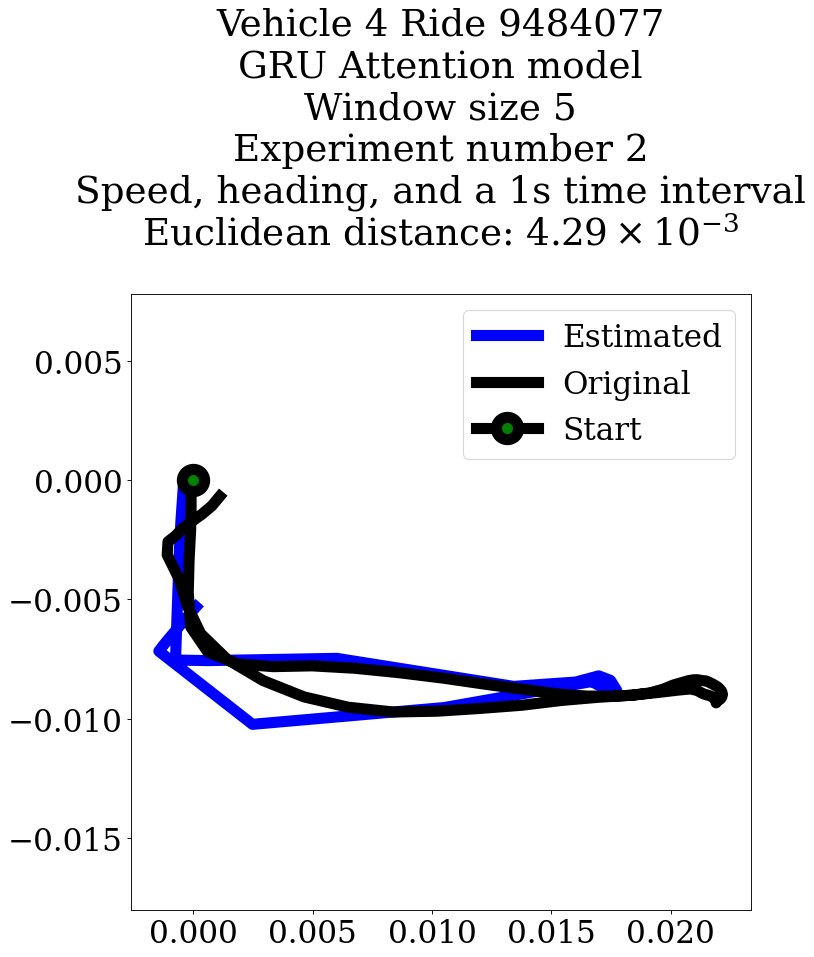 Vehicle 4 Ride 9484077
GRU Attention model
Window size 5
Experiment number 2
Speed, heading, and a 1s time interval
Euclidean distance: 4.29 × 10⁻³
Estimated
Original
Start
0.005
0.000
−0.005
−0.010
−0.015
0.000 0.005 0.010 0.015 0.020